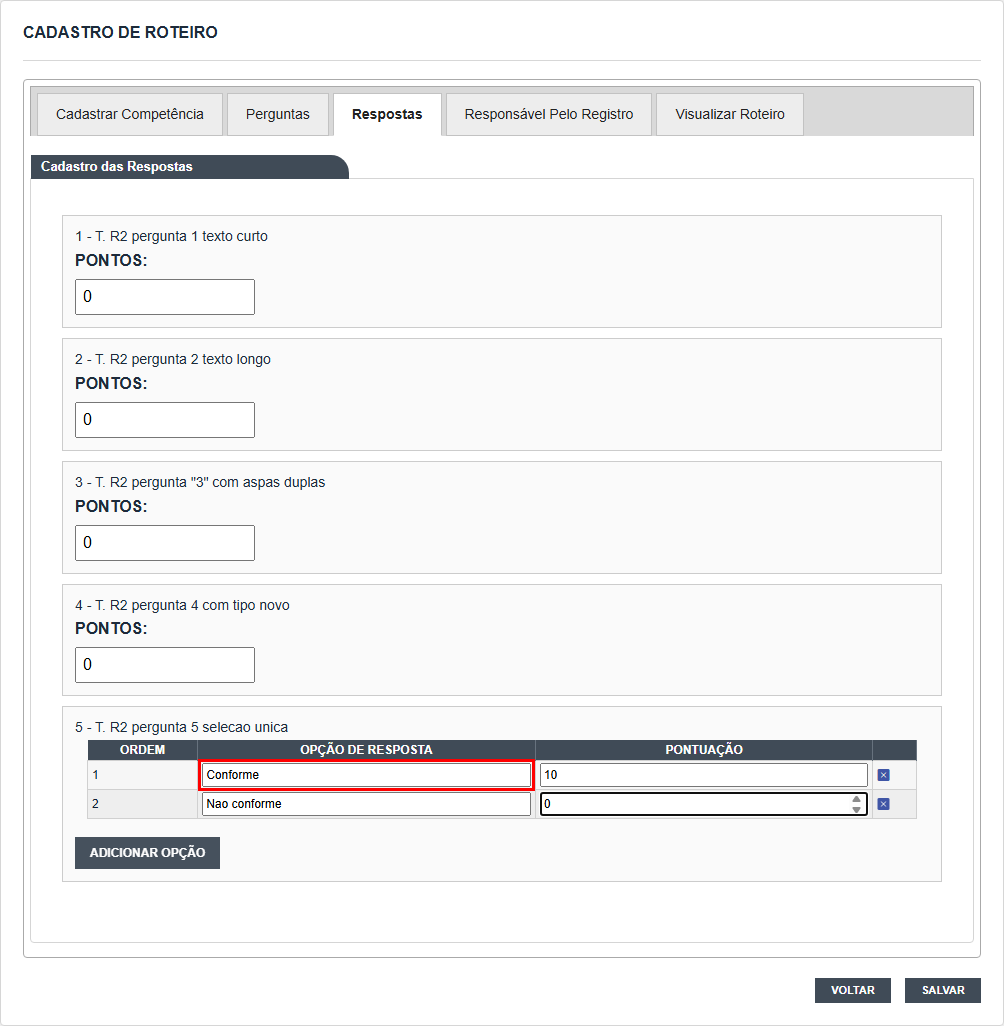 CADASTRO DE ROTEIRO
Cadastrar Competência Perguntas Respostas Responsável Pelo Registro Visualizar Roteiro
Cadastro das Respostas
1 - T. R2 pergunta 1 texto curto
PONTOS:
0
2 - T. R2 pergunta 2 texto longo
PONTOS:
0
3 - T. R2 pergunta "3" com aspas duplas
PONTOS:
0
4 - T. R2 pergunta 4 com tipo novo
PONTOS:
0
5 - T. R2 pergunta 5 selecao unica
ORDEM OPÇÃO DE RESPOSTA PONTUAÇÃO
1 Conforme 10
2 Nao conforme 0
ADICIONAR OPÇÃO
VOLTAR SALVAR